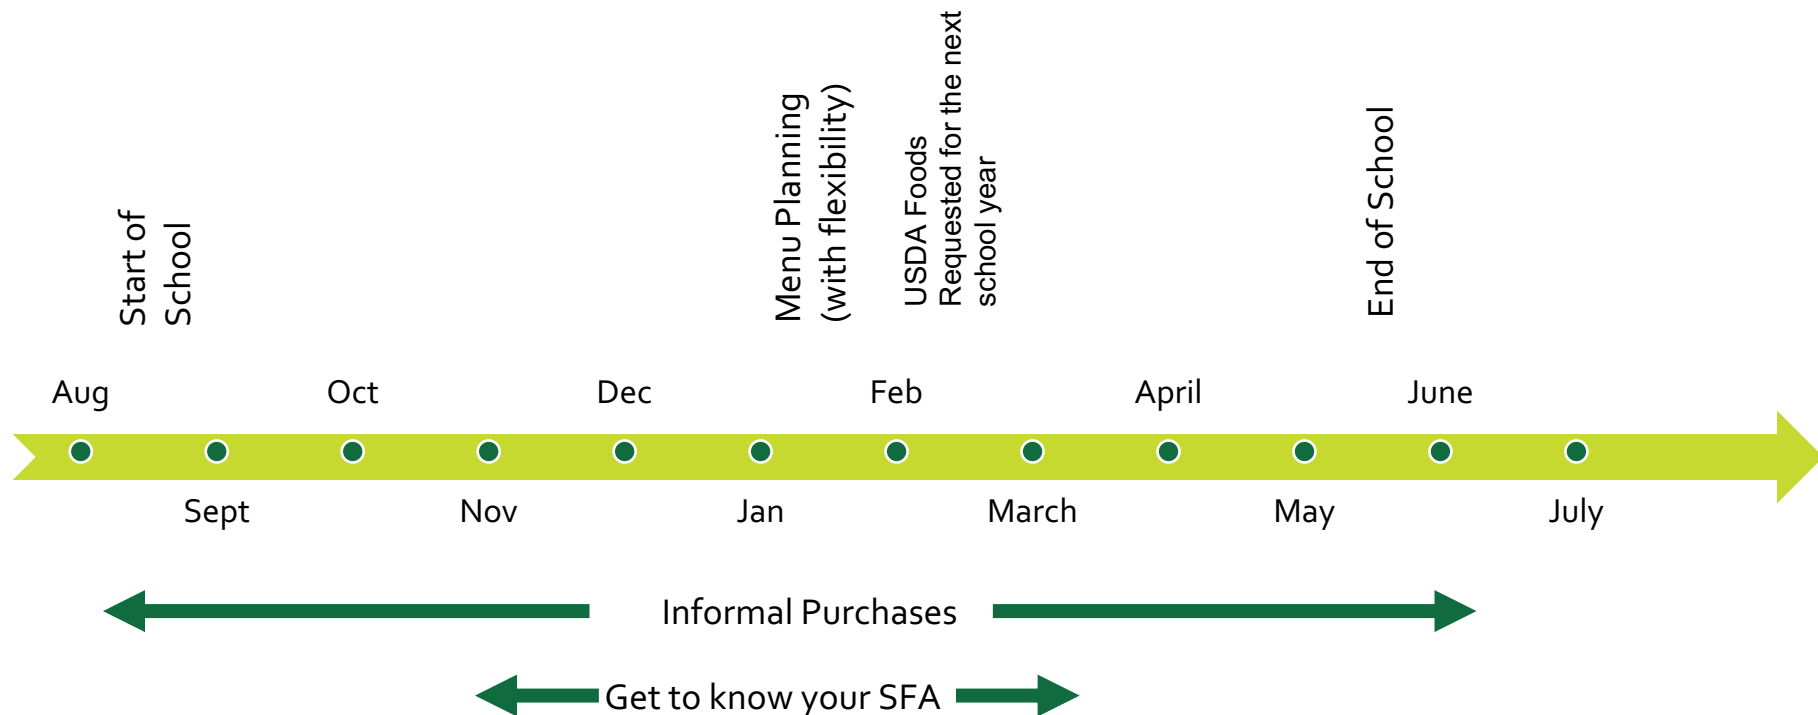 Start of
School
Menu Planning
(with flexibility)
USDA Foods
Requested for the next
school year
End of School
Aug
Oct
Dec
Feb
April
June
Sept
Nov
Jan
March
May
July
Informal Purchases
Get to know your SFA